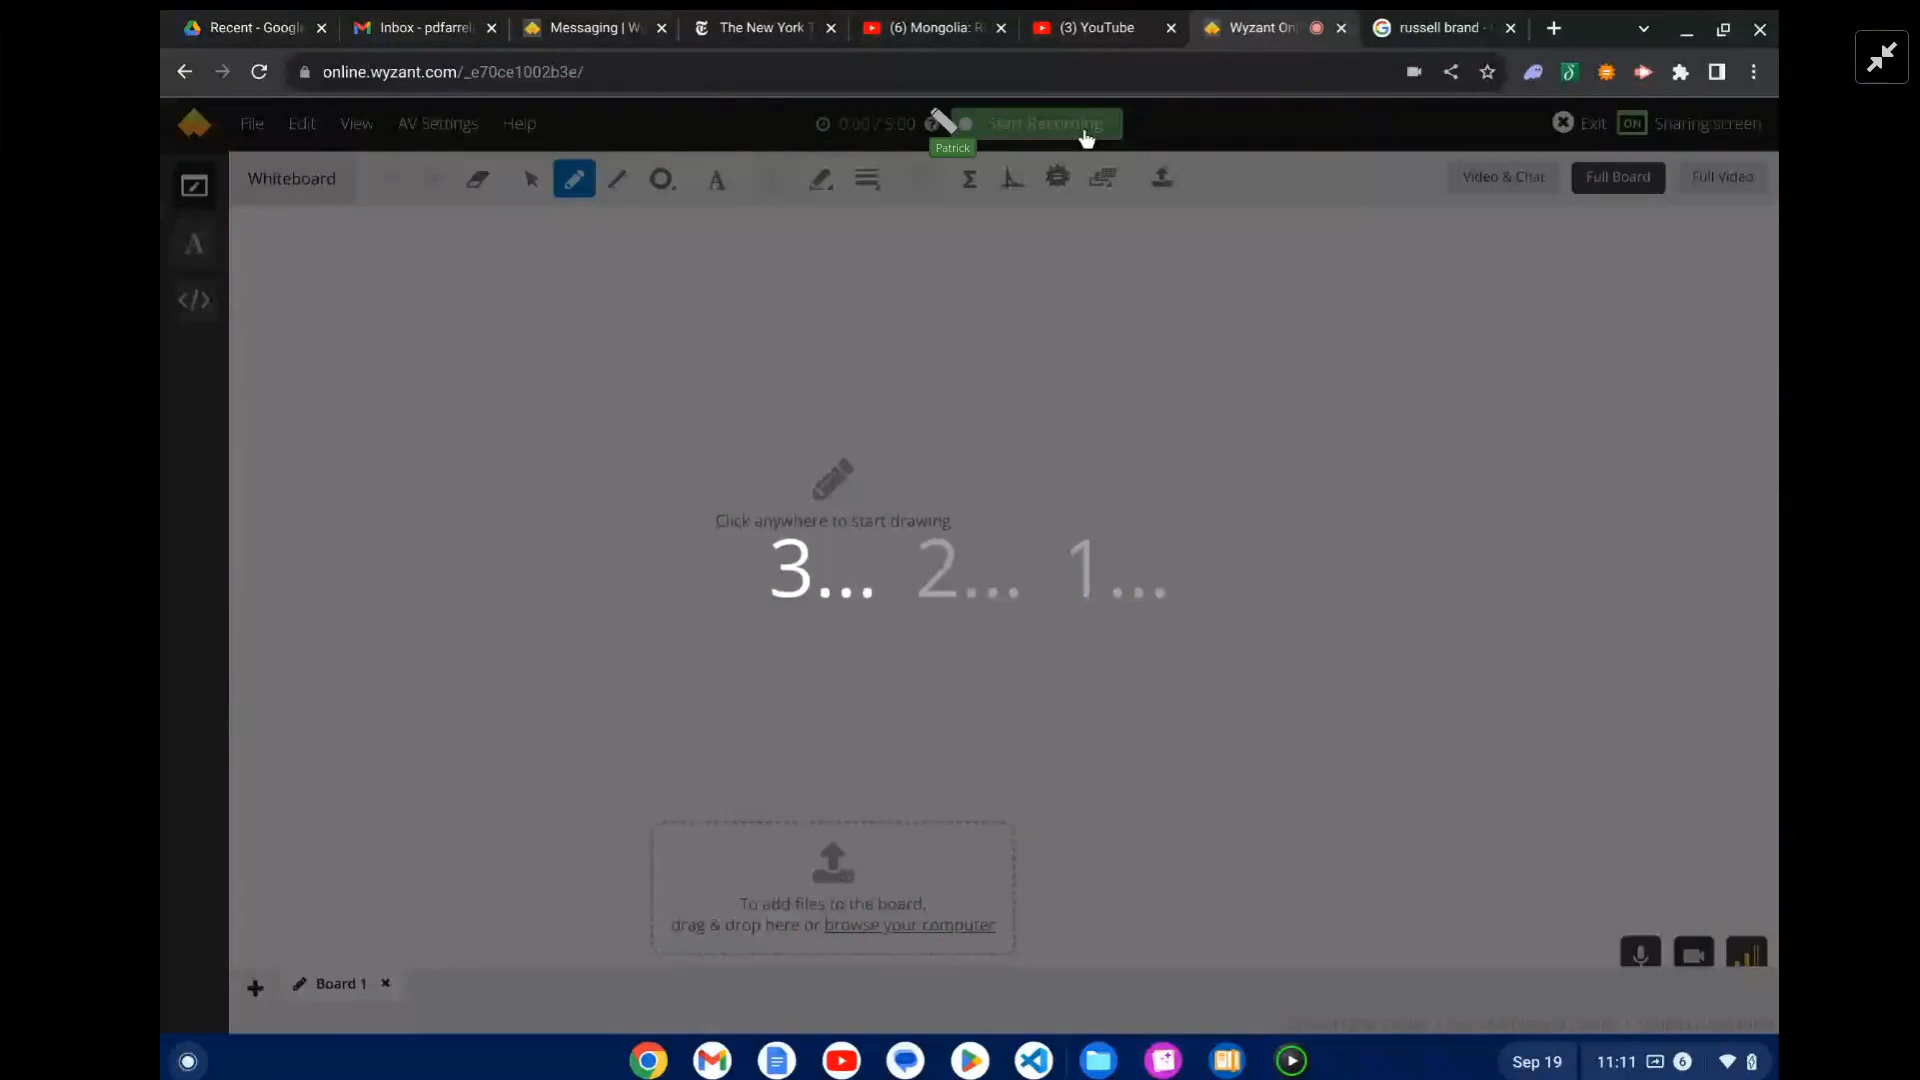 Recent - Google
Inbox - pdfarrel
Messaging | W
The New York T
(6) Mongolia: R
(3) YouTube
Wyzant On
russell brand -
online.wyzant.com/_e70ce1002b3e/
File Edit View AV Settings Help
0:00 / 5:00
Start Recording
Exit
ON
Sharing screen
Patrick
Whiteboard
Video & Chat
Full Board
Full Video
Click anywhere to start drawing
3... 2... 1...
To add files to the board,
drag & drop here or browse your computer
Board 1
Sep 19
11:11
6